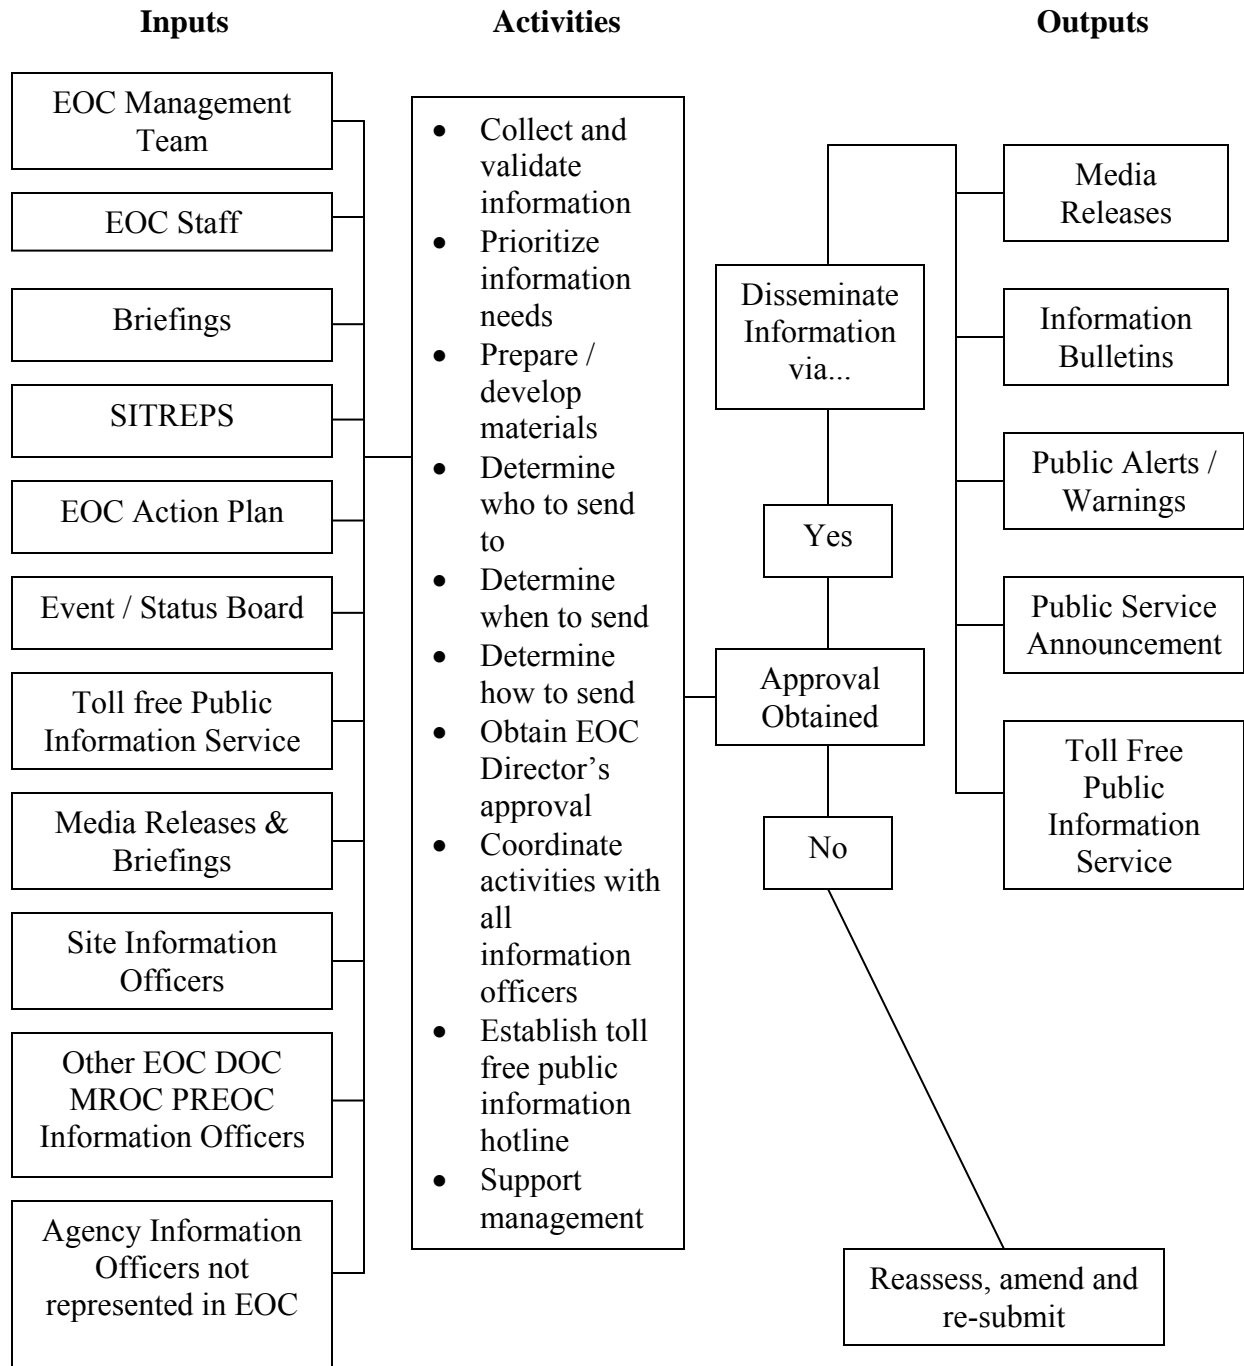 Inputs
Activities
Outputs
EOC Management
Team
EOC Staff
Briefings
SITREPS
EOC Action Plan
Event / Status Board
Toll free Public
Information Service
Media Releases &
Briefings
Site Information
Officers
Other EOC DOC
MROC PREOC
Information Officers
Agency Information
Officers not
represented in EOC
• Collect and
validate
information
• Prioritize
information
needs
• Prepare /
develop
materials
• Determine
who to send
to
• Determine
when to send
• Determine
how to send
• Obtain EOC
Director’s
approval
• Coordinate
activities with
all
information
officers
• Establish toll
free public
information
hotline
• Support
management
Disseminate
Information
via...
Yes
Approval
Obtained
No
Reassess, amend and
re-submit
Media
Releases
Information
Bulletins
Public Alerts /
Warnings
Public Service
Announcement
Toll Free
Public
Information
Service